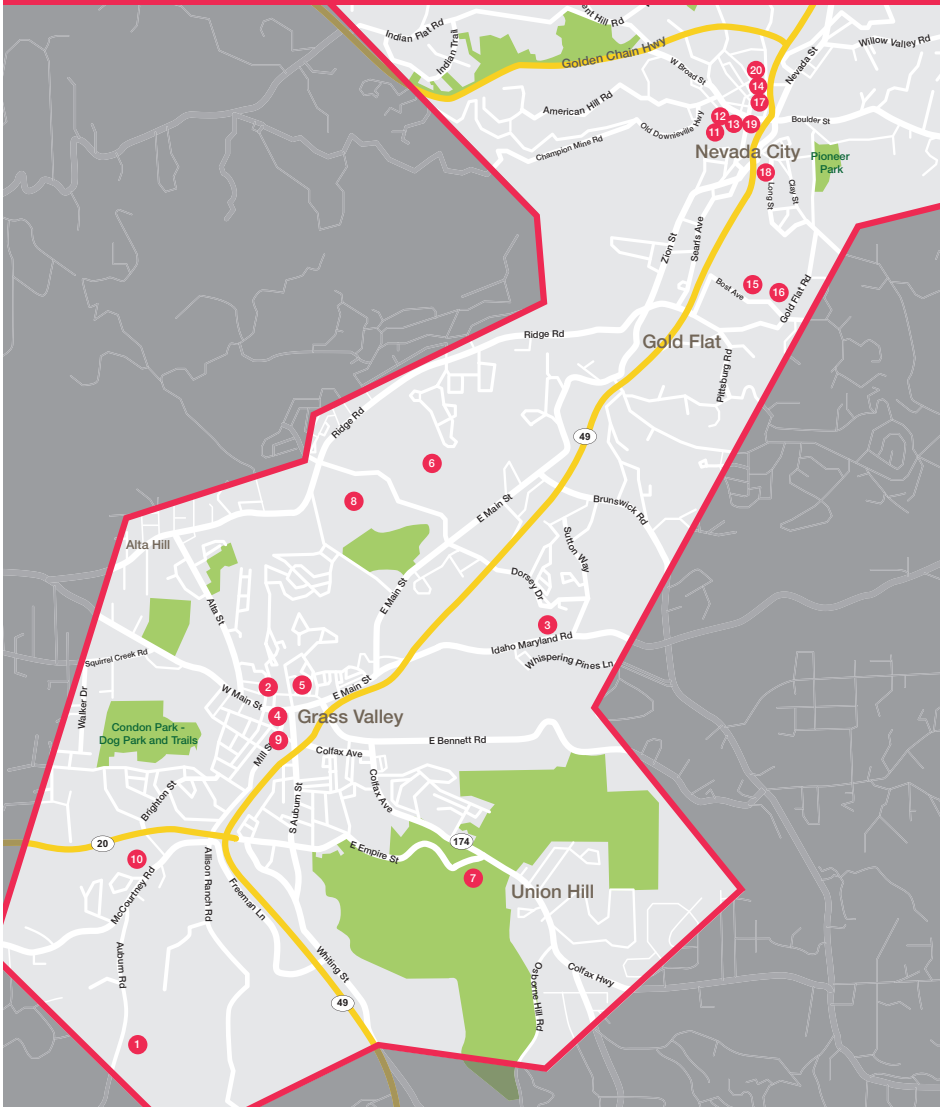 ent Hill Rd
Indian Flat Rd
Indian Trail
Golden Chain Hwy
W Broad St
Nevada St
Willow Valley Rd
20
14
17
American Hill Rd
Old Downieville Hwy
12
13
19
11
Boulder St
Champion Mine Rd
Nevada City
Pioneer
Park
18
Long St
Clay St
Zion St
Searls Ave
Bost Ave
15
16
Gold Flat Rd
Ridge Rd
Gold Flat
Pittsburg Rd
Ridge Rd
49
6
8
E Main St
Brunswick Rd
Sutton Way
Alta Hill
Dorsey Dr
E Main St
Alta St
3
Idaho Maryland Rd
Whispering Pines Ln
Squirrel Creek Rd
2
5
E Main St
W Main St
Walker Dr
4
Grass Valley
Condon Park -
Dog Park and Trails
9
Mill St
Colfax Ave
E Bennett Rd
Colfax Ave
Brighton St
S Auburn St
20
174
E Empire St
10
McCourtney Rd
Allison Ranch Rd
Freeman Ln
7
Union Hill
Auburn Rd
Whiting St
Colfax Hwy
Osborne Hill Rd
49
1